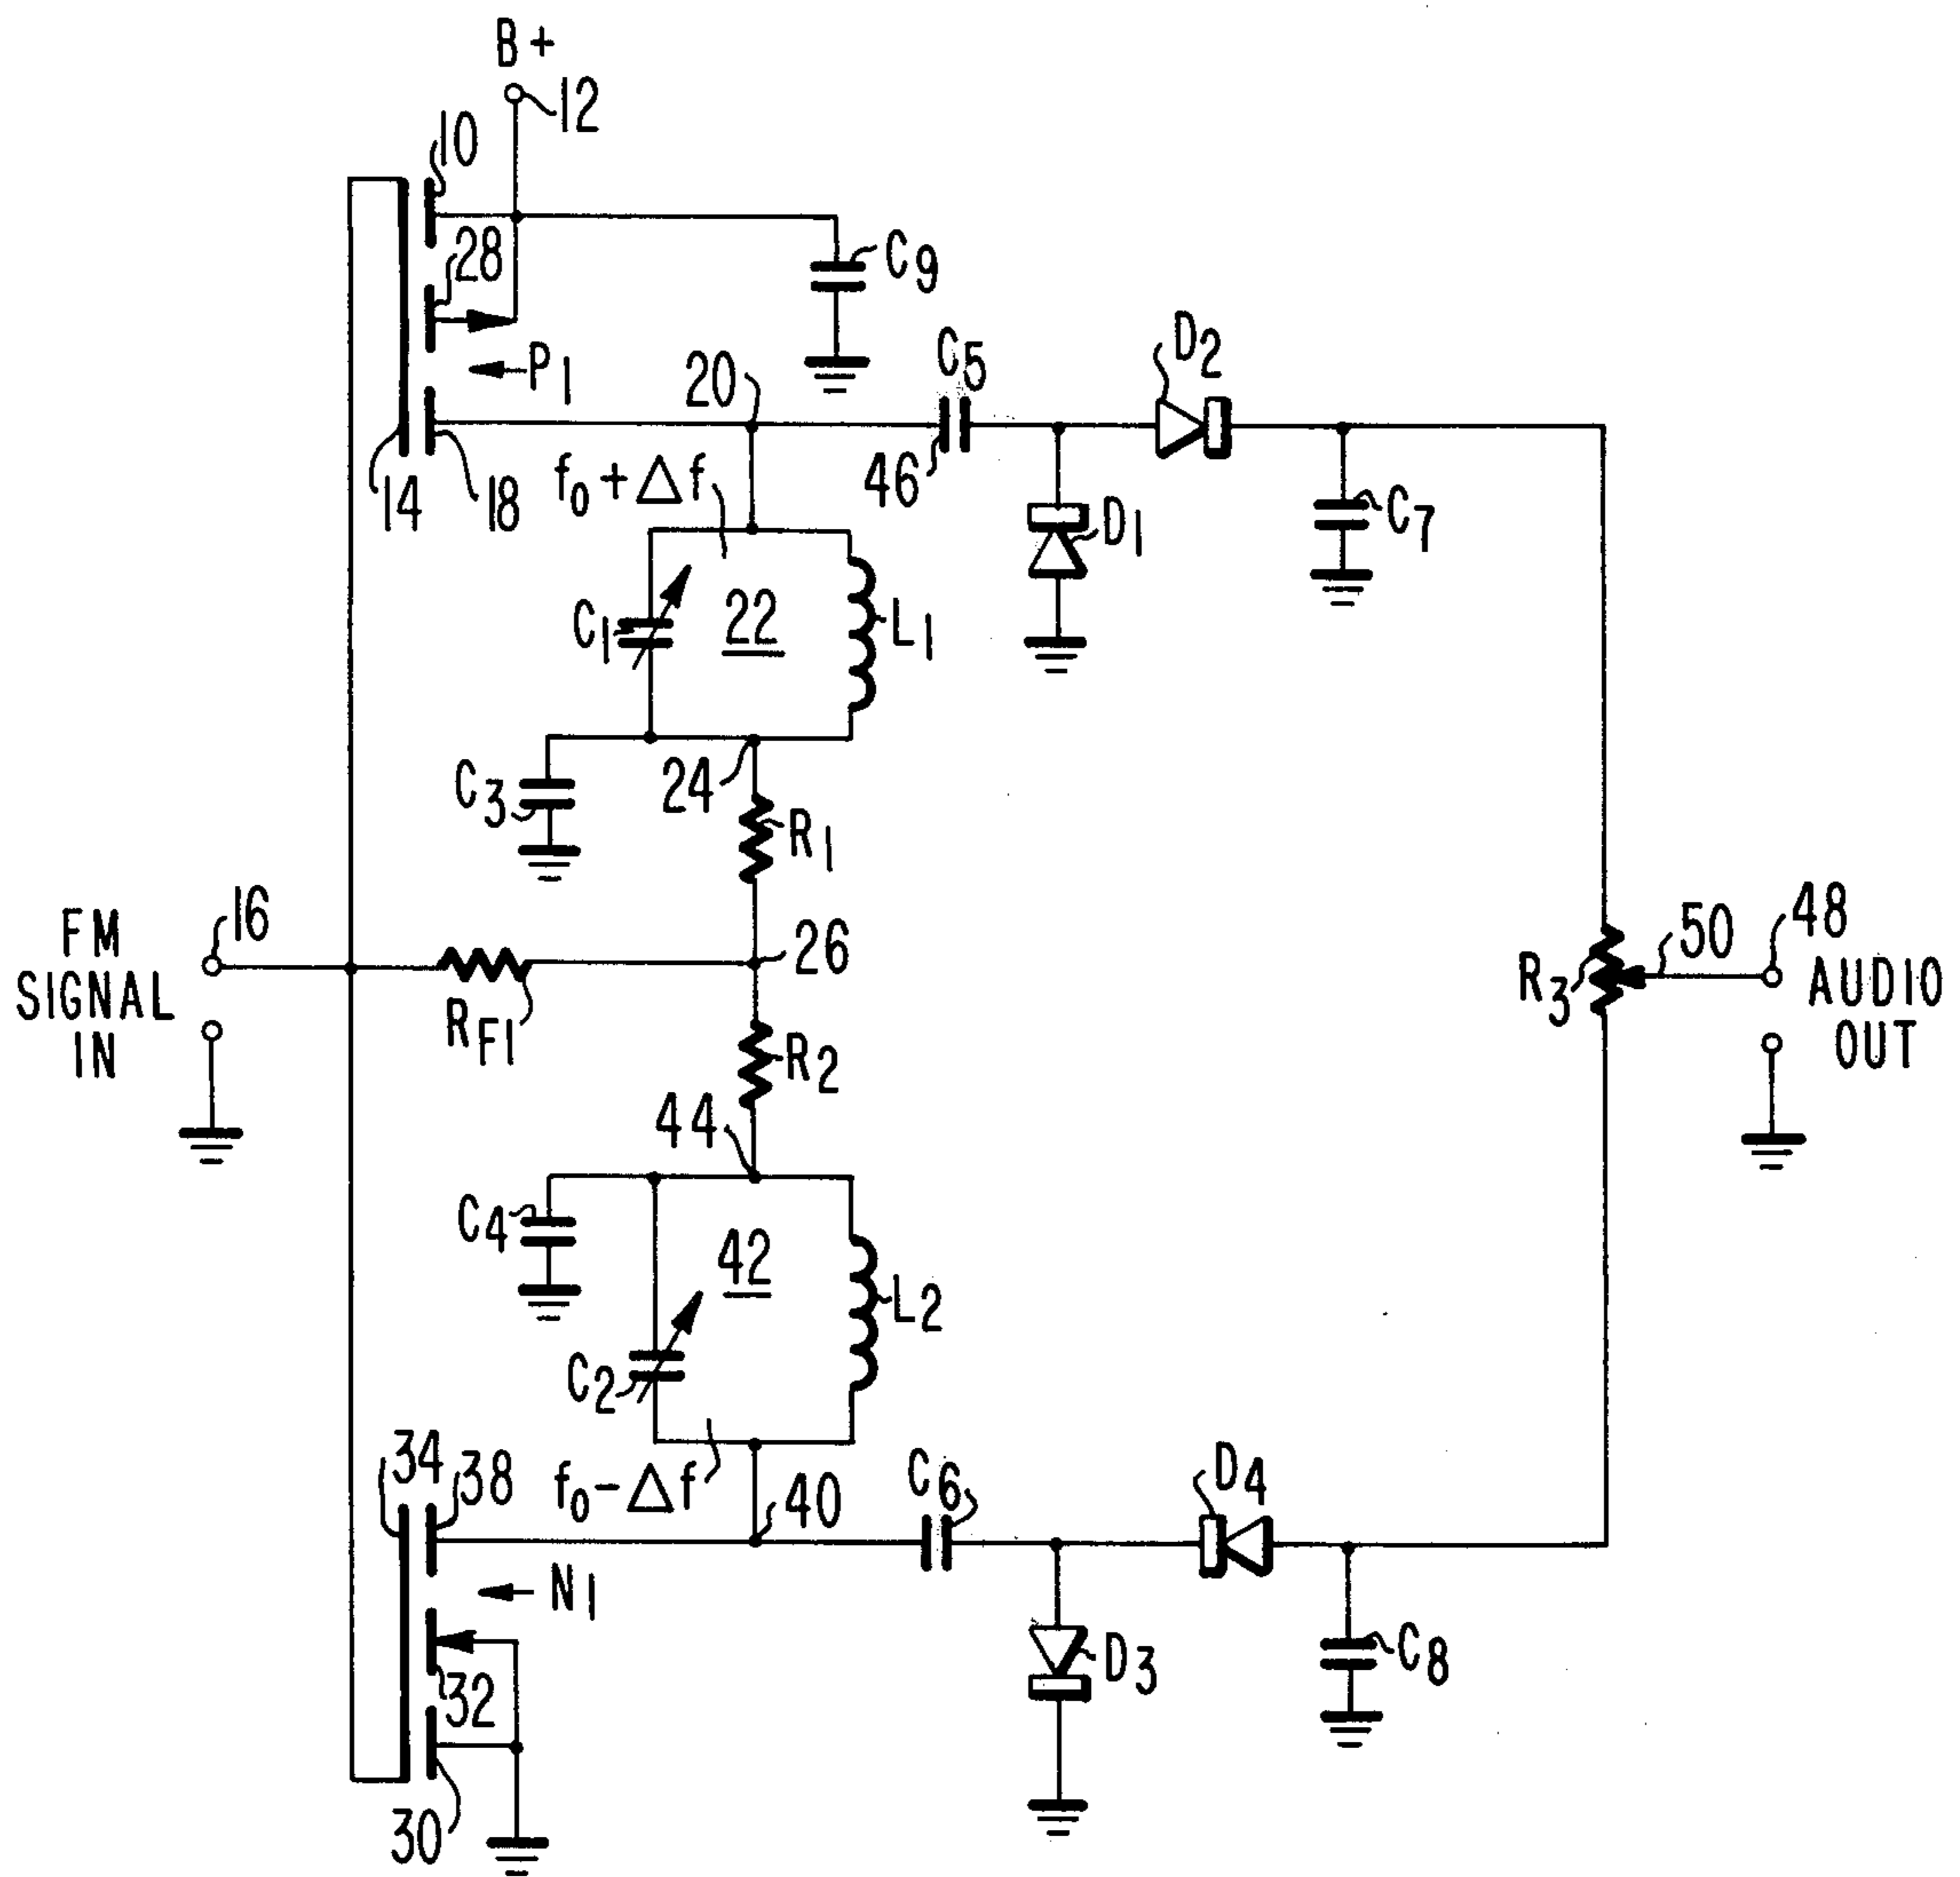 B+
12
10
28
C9
P1
20
C5
D2
14
18
f0+Δf
46
D1
C7
C1
22
L1
C3
24
R1
16
FM
SIGNAL
IN
26
RF1
R3
50
48
AUDIO
OUT
R2
44
C4
42
L2
C2
34
38
f0-Δf
40
C6
D4
N1
32
D3
C8
30